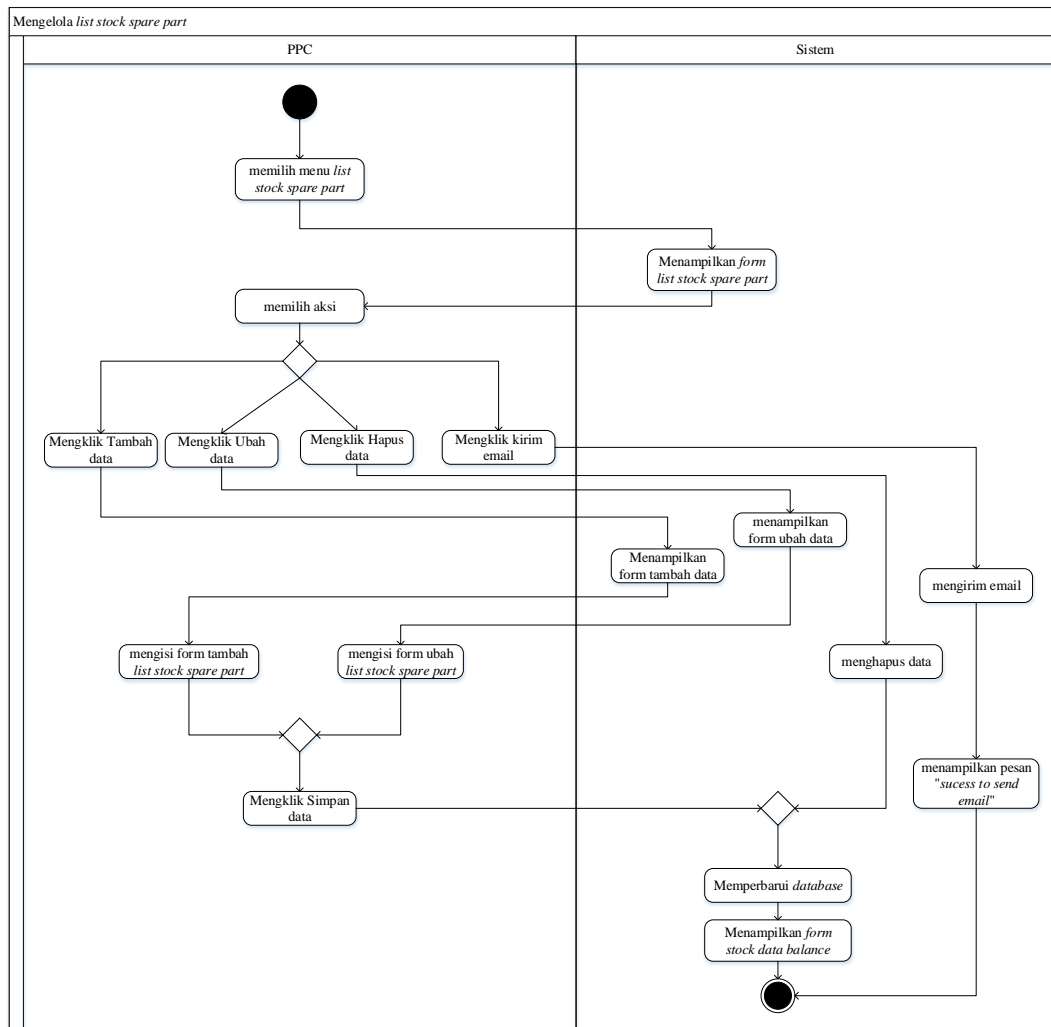 Mengelola list stock spare part
PPC
Sistem
memilih menu list
stock spare part
Menampilkan form
list stock spare part
memilih aksi
Mengklik Tambah
data
Mengklik Ubah
data
Mengklik Hapus
data
Mengklik kirim
email
menampilkan
form ubah data
Menampilkan
form tambah data
mengirim email
mengisi form tambah
list stock spare part
mengisi form ubah
list stock spare part
menghapus data
menampilkan pesan
"sucess to send
email"
Mengklik Simpan
data
Memperbarui database
Menampilkan form
stock data balance